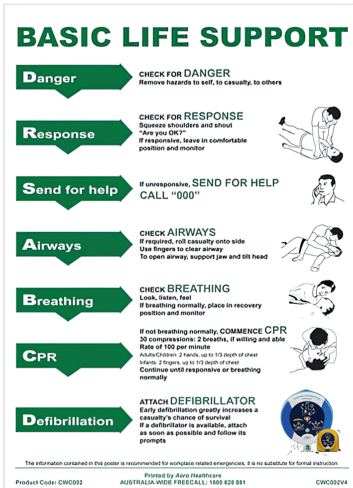 BASIC LIFE SUPPORT
Danger
CHECK FOR DANGER
Remove hazards to self, to casualty, to others
Response
CHECK FOR RESPONSE
Squeeze shoulders and shout
"Are you OK?"
If responsive, leave in comfortable
position and monitor
Send for help
If unresponsive, SEND FOR HELP
CALL "000"
Airways
CHECK AIRWAYS
If required, roll casualty onto side
Use fingers to clear airway
To open airway, support jaw and tilt head
Breathing
CHECK BREATHING
Look, listen, feel
If breathing normally, place in recovery
position and monitor
CPR
If not breathing normally, COMMENCE CPR
30 compressions: 2 breaths, if willing and able
Rate of 100 per minute
Adults/Children: 2 hands, up to 1/3 depth of chest
Infants: 2 fingers, up to 1/3 depth of chest
Continue until responsive or breathing
normally
Defibrillation
ATTACH DEFIBRILLATOR
Early defibrillation greatly increases a
casualty's chance of survival
If a defibrillator is available, attach
as soon as possible and follow its
prompts
The information contained in this poster is recommended for workplace related emergencies, it is no substitute for formal instruction.
Printed by Aero Healthcare
Product Code: CWC002
AUSTRALIA-WIDE FREECALL: 1800 628 881
CWC002V4